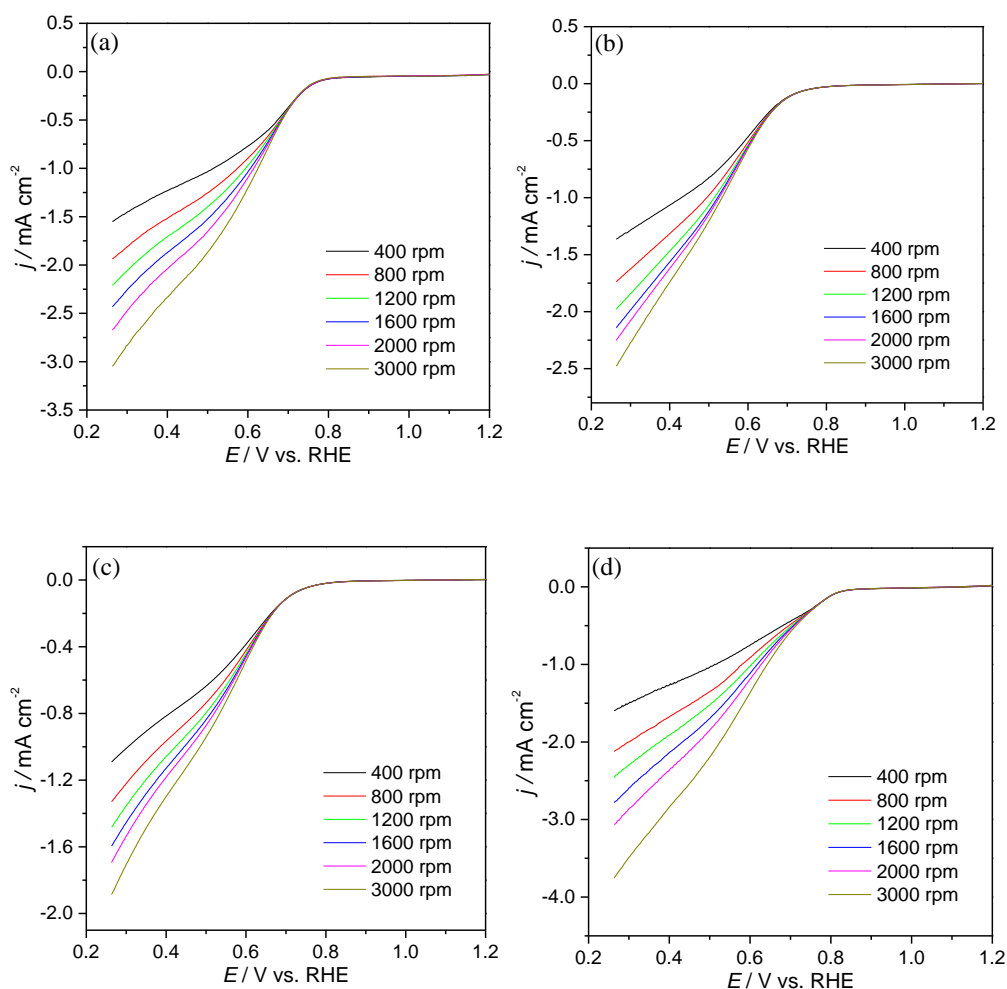 (a)
0.5
0.0
-0.5
-1.0
-1.5
-2.0
-2.5
-3.0
-3.5
j / mA cm-2
400 rpm
800 rpm
1200 rpm
1600 rpm
2000 rpm
3000 rpm
0.2 0.4 0.6 0.8 1.0 1.2
E / V vs. RHE
(b)
0.5
0.0
-0.5
-1.0
-1.5
-2.0
-2.5
j / mA cm-2
400 rpm
800 rpm
1200 rpm
1600 rpm
2000 rpm
3000 rpm
0.2 0.4 0.6 0.8 1.0 1.2
E / V vs. RHE
(c)
0.0
-0.4
-0.8
-1.2
-1.6
-2.0
j / mA cm-2
400 rpm
800 rpm
1200 rpm
1600 rpm
2000 rpm
3000 rpm
0.2 0.4 0.6 0.8 1.0 1.2
E / V vs. RHE
(d)
0.0
-1.0
-2.0
-3.0
-4.0
j / mA cm-2
400 rpm
800 rpm
1200 rpm
1600 rpm
2000 rpm
3000 rpm
0.2 0.4 0.6 0.8 1.0 1.2
E / V vs. RHE